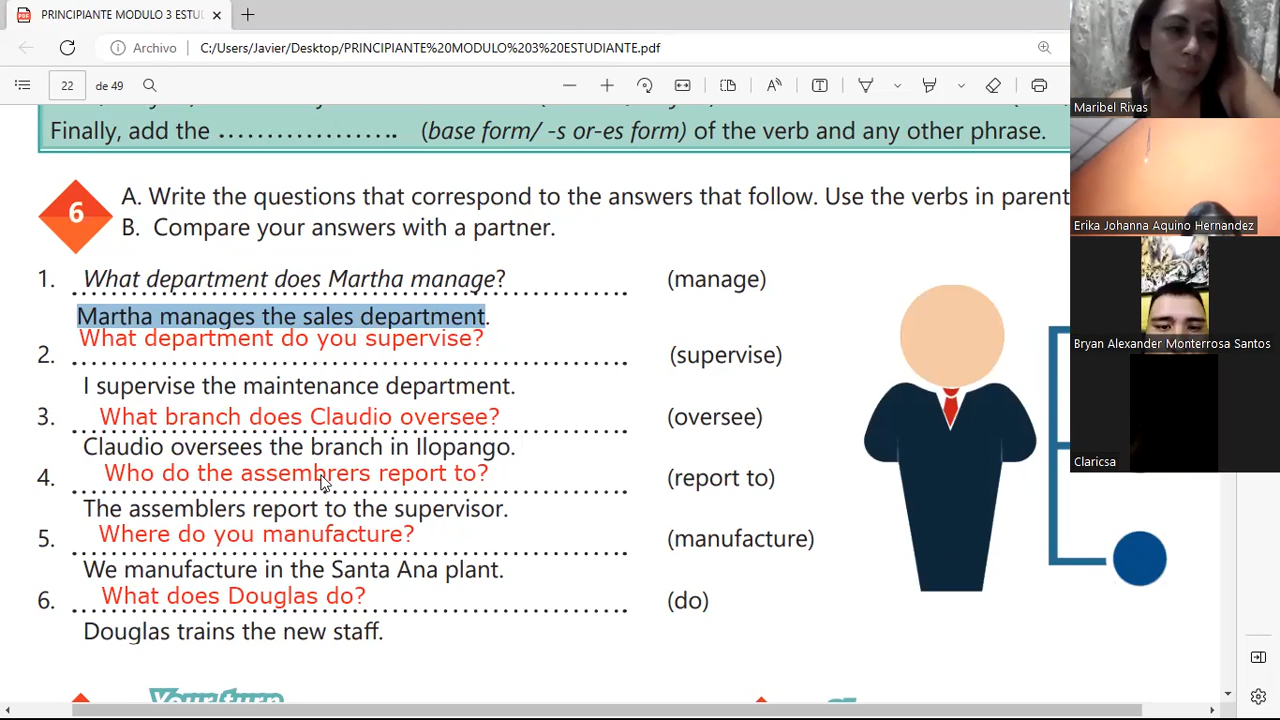 PRINCIPIANTE MODULO 3 ESTU
Archivo
C:/Users/Javier/Desktop/PRINCIPIANTE%20MODULO%203%20ESTUDIANTE.pdf
22 de 49
Finally, add the .................... (base form/ -s or-es form) of the verb and any other phrase.
6
A. Write the questions that correspond to the answers that follow. Use the verbs in parent
B. Compare your answers with a partner.
1. What department does Martha manage? (manage)
Martha manages the sales department.
What department do you supervise?
2. (supervise)
I supervise the maintenance department.
3. What branch does Claudio oversee? (oversee)
Claudio oversees the branch in Ilopango.
4. Who do the assembrers report to? (report to)
The assemblers report to the supervisor.
5. Where do you manufacture? (manufacture)
We manufacture in the Santa Ana plant.
6. What does Douglas do? (do)
Douglas trains the new staff.
Your turn
Maribel Rivas
Erika Johanna Aquino Hernandez
Bryan Alexander Monterrosa Santos
Claricsa